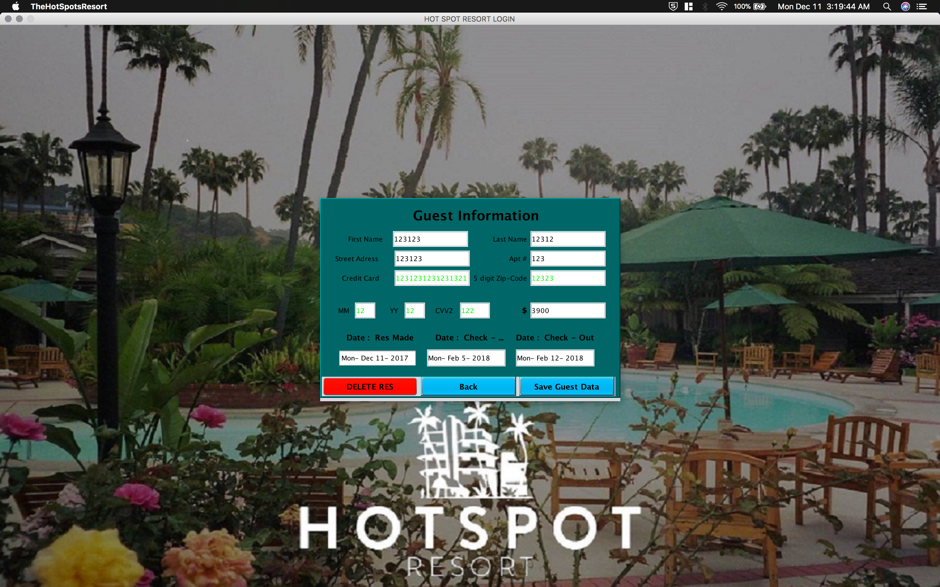 TheHotSpotsResort 100% Mon Dec 11 3:19:44 AM
HOT SPOT RESORT LOGIN
Guest Information
First Name 123123 Last Name 12312
Street Adress 123123 Apt # 123
Credit Card 1231231231231321 5 digit Zip-Code 12323
MM 12 YY 12 CVV2 122 $ 3900
Date : Res Made Date : Check - ... Date : Check - Out
Mon- Dec 11- 2017 Mon- Feb 5- 2018 Mon- Feb 12- 2018
DELETE RES Back Save Guest Data
HOTSPOT
RESORT